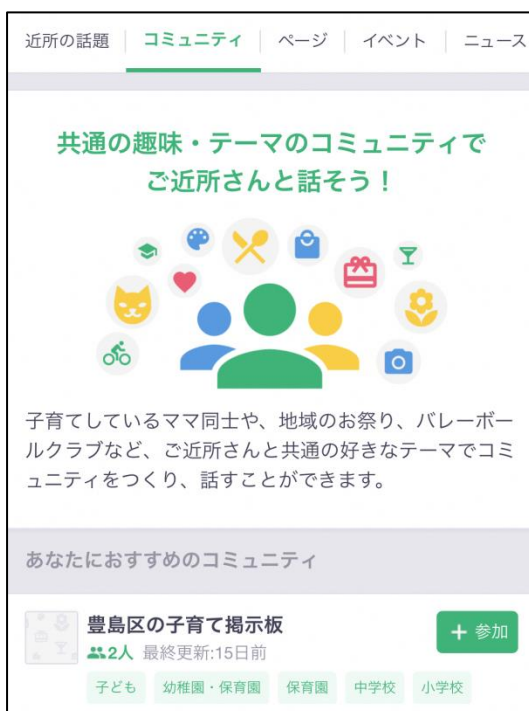 近所の話題 コミュニティ ページ イベント ニュース
共通の趣味・テーマのコミュニティで
ご近所さんと話そう！
子育てしているママ同士や、地域のお祭り、バレーボー
ルクラブなど、ご近所さんと共通の好きなテーマでコミ
ュニティをつくり、話すことができます。
あなたにおすすめのコミュニティ
豊島区の子育て掲示板
＋ 参加
2人 最終更新:15日前
子ども 幼稚園・保育園 保育園 中学校 小学校